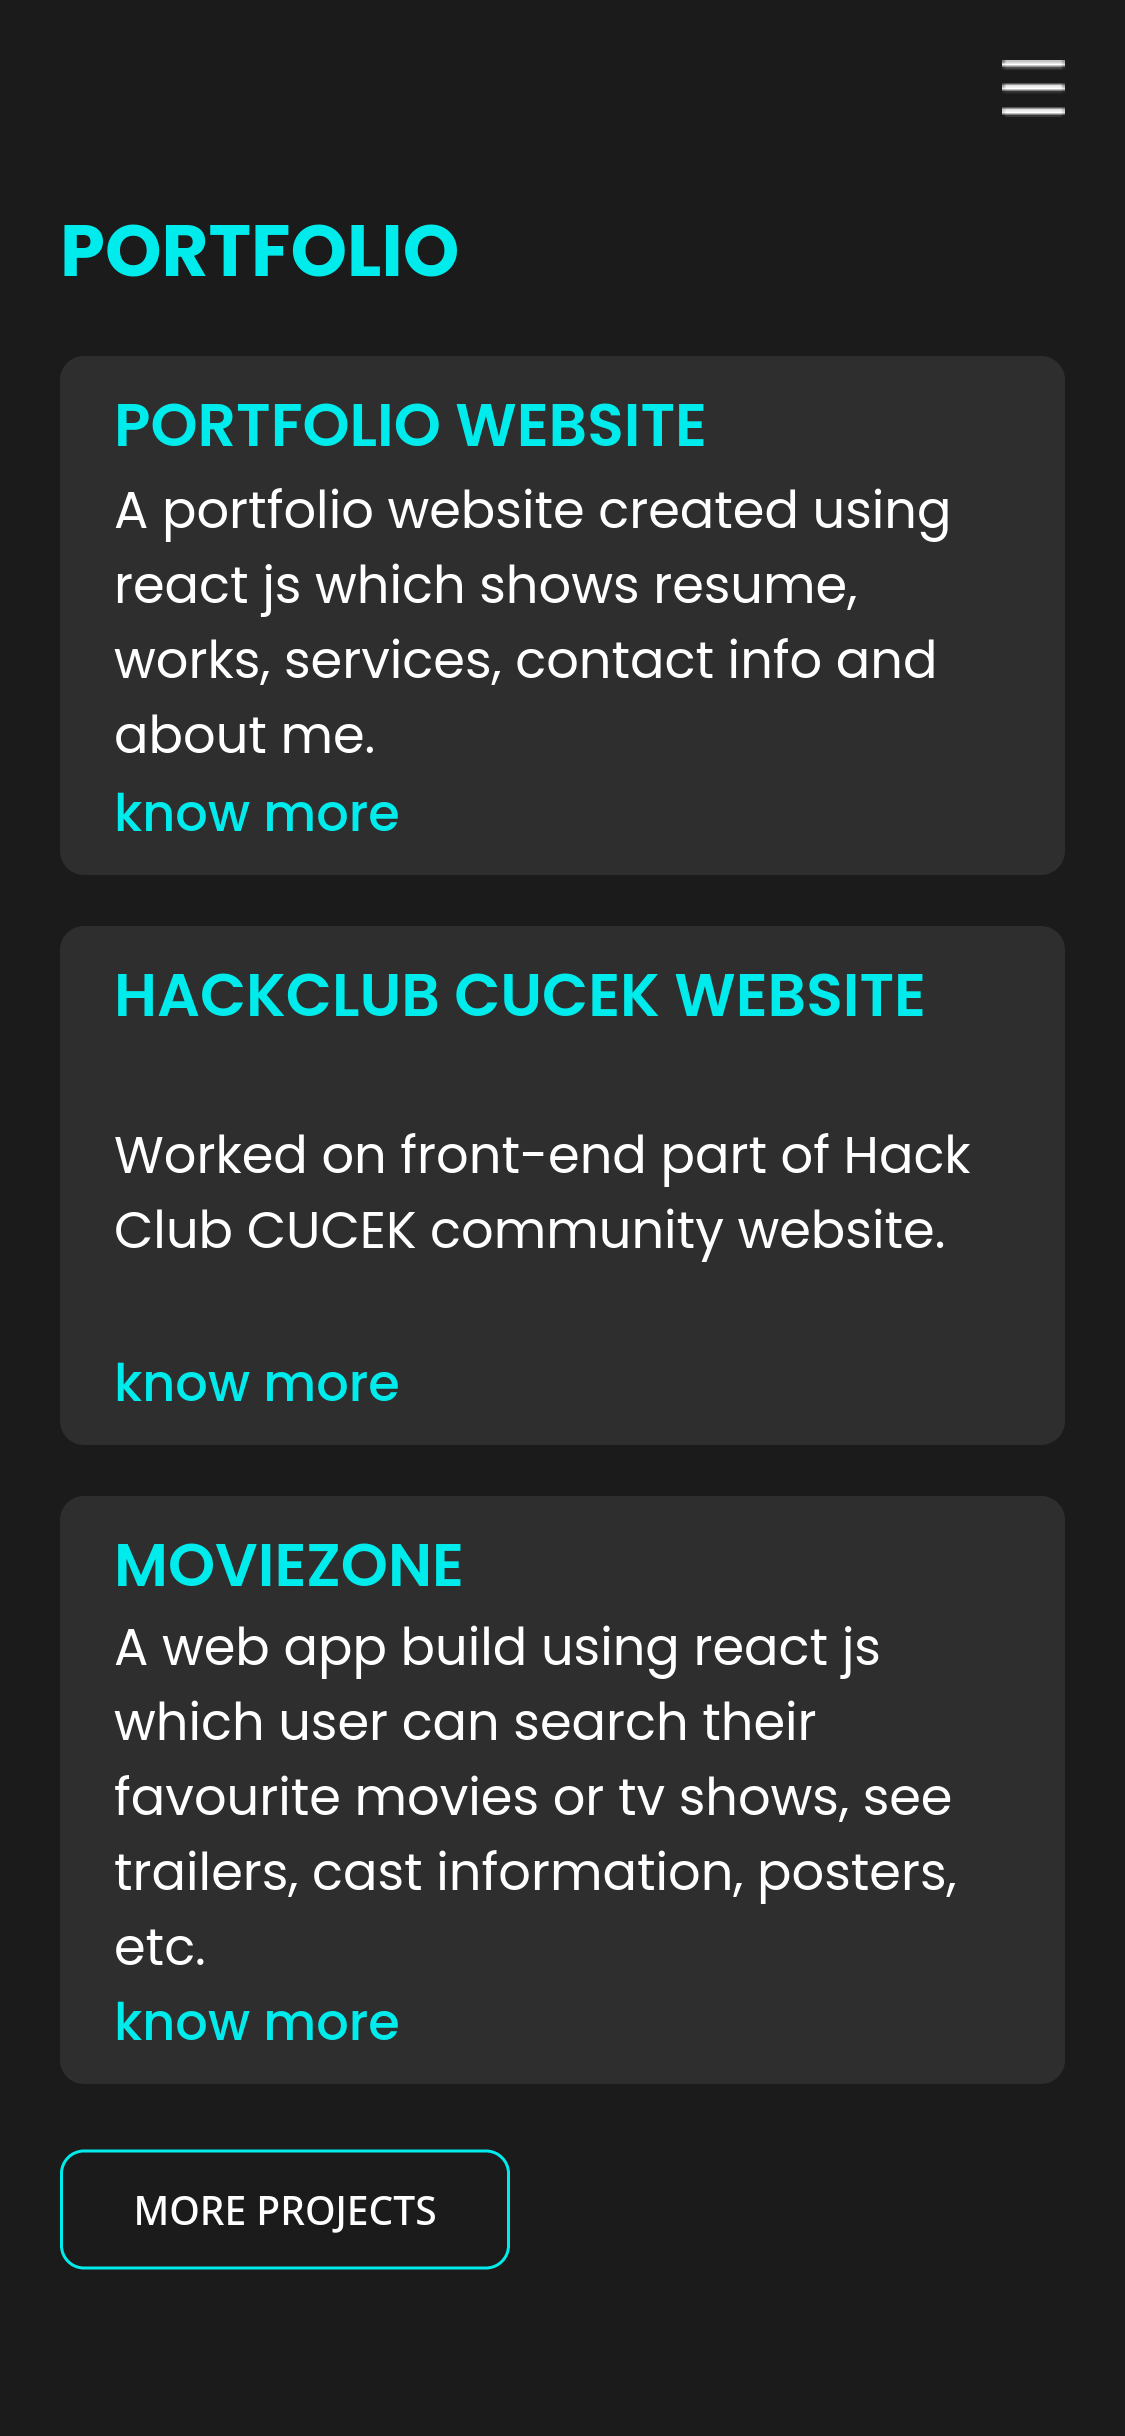 PORTFOLIO
PORTFOLIO WEBSITE
A portfolio website created using
react js which shows resume,
works, services, contact info and
about me.
know more
HACKCLUB CUCEK WEBSITE
Worked on front-end part of Hack
Club CUCEK community website.
know more
MOVIEZONE
A web app build using react js
which user can search their
favourite movies or tv shows, see
trailers, cast information, posters,
etc.
know more
MORE PROJECTS